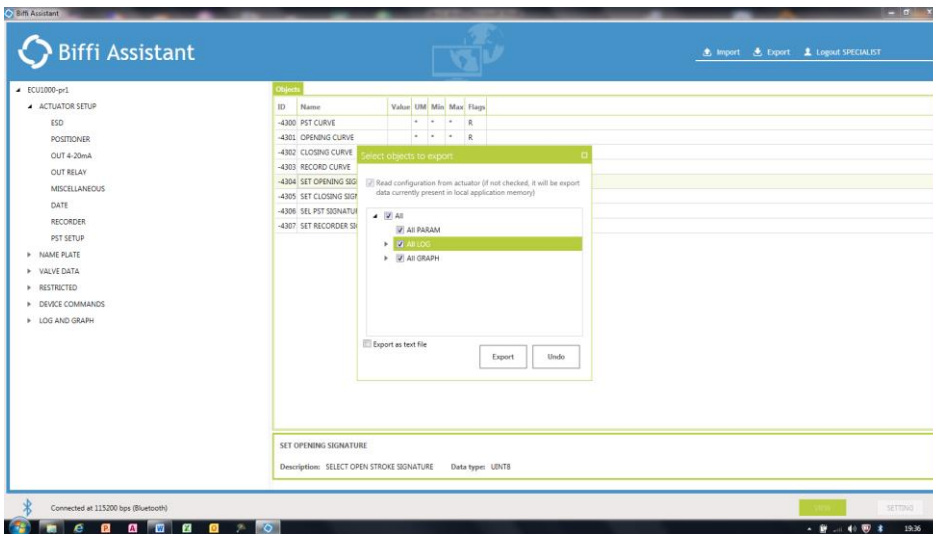 Biffi Assistant
Biffi Assistant
Import Export Logout SPECIALIST
ECU1000-pr1
ACTUATOR SETUP
ESD
POSITIONER
OUT 4-20mA
OUT RELAY
MISCELLANEOUS
DATE
RECORDER
PST SETUP
NAME PLATE
VALVE DATA
RESTRICTED
DEVICE COMMANDS
LOG AND GRAPH
Objects
ID Name Value UM Min Max Flags
-4300 PST CURVE * * * R
-4301 OPENING CURVE * * * R
-4302 CLOSING CURVE
-4303 RECORD CURVE
-4304 SET OPENING SIG
-4305 SET CLOSING SIG
-4306 SEL PST SIGNATU
-4307 SET RECORDER SI
Select objects to export
Read configuration from actuator (if not checked, it will be export
data currently present in local application memory)
All
All PARAM
All LOG
All GRAPH
Export as text file
Export Undo
SET OPENING SIGNATURE
Description: SELECT OPEN STROKE SIGNATURE Data type: UINT8
Connected at 115200 bps (Bluetooth)
SETTING
19:36